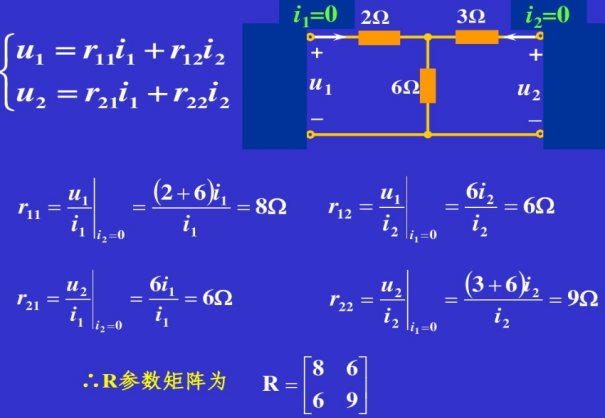 i₁=0 2Ω 3Ω i₂=0
u₁ = r₁₁i₁ + r₁₂i₂
u₂ = r₂₁i₁ + r₂₂i₂
+ +
u₁ 6Ω u₂
− −
r₁₁ = u₁/i₁|i₂=0 = (2+6)i₁/i₁ = 8Ω r₁₂ = u₁/i₂|i₁=0 = 6i₂/i₂ = 6Ω
r₂₁ = u₂/i₁|i₂=0 = 6i₁/i₁ = 6Ω r₂₂ = u₂/i₂|i₁=0 = (3+6)i₂/i₂ = 9Ω
∴R参数矩阵为 R = [8 6
6 9]